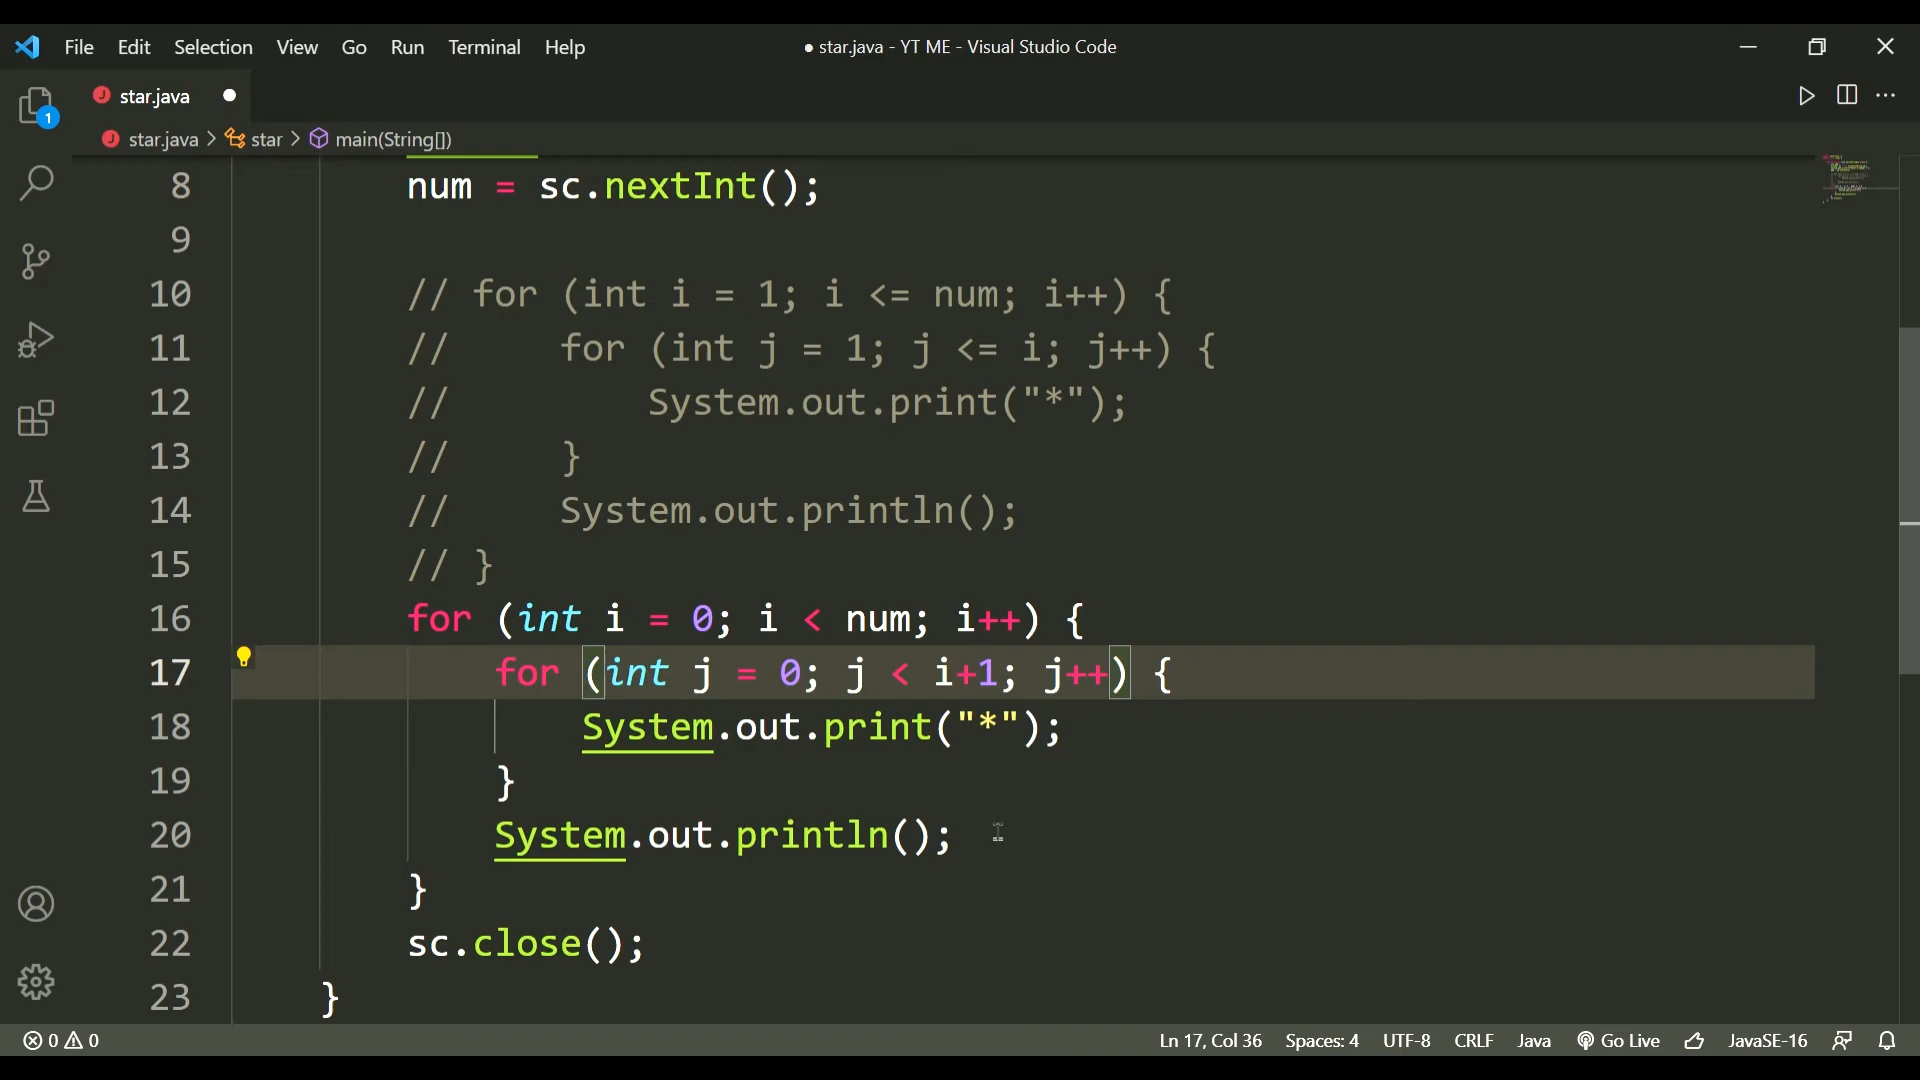 File Edit Selection View Go Run Terminal Help
● star.java - YT ME - Visual Studio Code
1
J star.java ●
J star.java > star > main(String[])
8 num = sc.nextInt();
9
10 // for (int i = 1; i <= num; i++) {
11 //     for (int j = 1; j <= i; j++) {
12 //         System.out.print("*");
13 //     }
14 //     System.out.println();
15 // }
16 for (int i = 0; i < num; i++) {
17     for (int j = 0; j < i+1; j++) {
18         System.out.print("*");
19     }
20     System.out.println();
21 }
22 sc.close();
23 }
0 0 Ln 17, Col 36 Spaces: 4 UTF-8 CRLF Java Go Live JavaSE-16